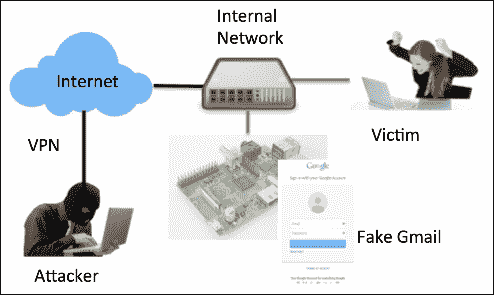 Internal
Network
Internet
VPN
Victim
Google
Sign in with your Google Account
Email
Password
Fake Gmail
Attacker